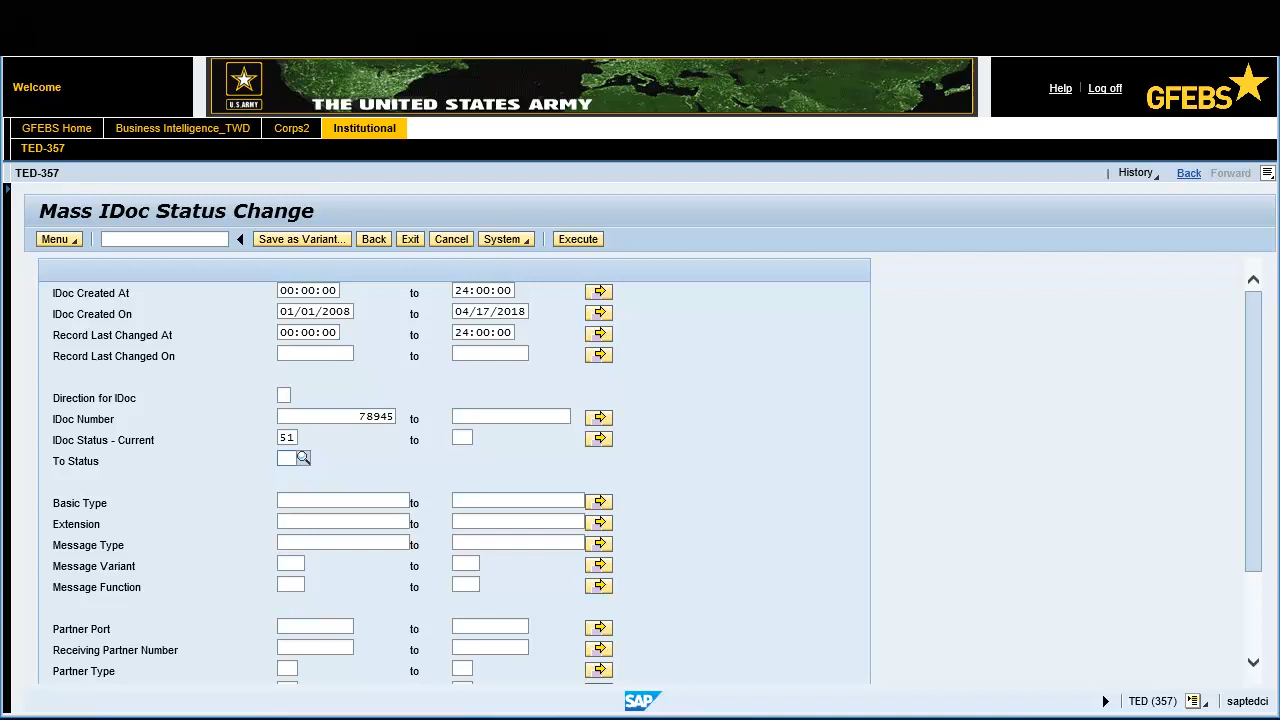 Welcome
U.S.ARMY
THE UNITED STATES ARMY
Help | Log off
GFEBS
GFEBS Home Business Intelligence_TWD Corps2 Institutional
TED-357
TED-357 | History Back Forward
Mass IDoc Status Change
Menu Save as Variant... Back Exit Cancel System Execute
IDoc Created At 00:00:00 to 24:00:00
IDoc Created On 01/01/2008 to 04/17/2018
Record Last Changed At 00:00:00 to 24:00:00
Record Last Changed On to
Direction for IDoc
IDoc Number 78945 to
IDoc Status - Current 51 to
To Status
Basic Type to
Extension to
Message Type to
Message Variant to
Message Function to
Partner Port to
Receiving Partner Number to
Partner Type to
SAP TED (357) saptedci